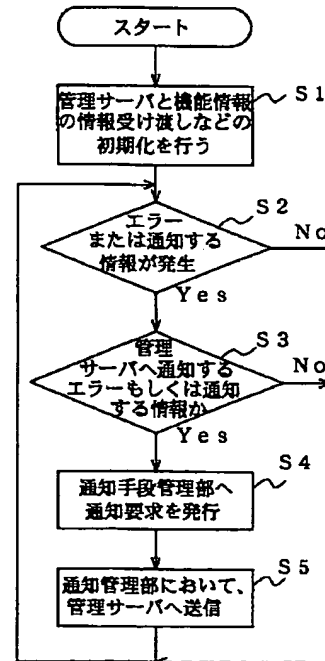 スタート
S1
管理サーバと機能情報
の情報受け渡しなどの
初期化を行う
S2
エラー
または通知する
情報が発生
No
Yes
S3
管理
サーバへ通知する
エラーもしくは通知
する情報か
No
Yes
S4
通知手段管理部へ
通知要求を発行
S5
通知管理部において、
管理サーバへ送信